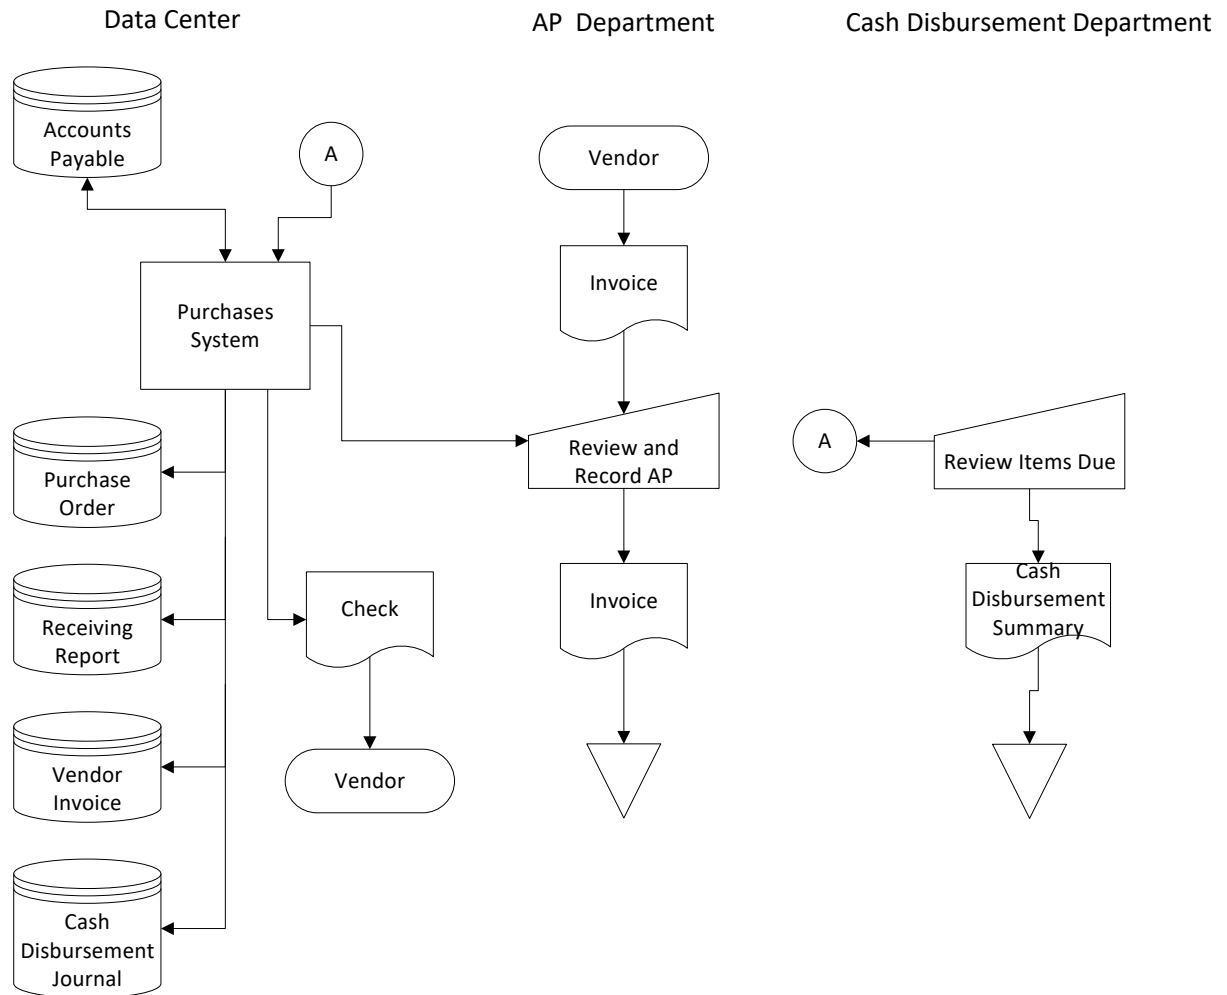 Data Center
AP Department
Cash Disbursement Department
Accounts
Payable
A
Vendor
Purchases
System
Invoice
Purchase
Order
Review and
Record AP
A
Review Items Due
Receiving
Report
Check
Invoice
Cash
Disbursement
Summary
Vendor
Invoice
Vendor
Cash
Disbursement
Journal